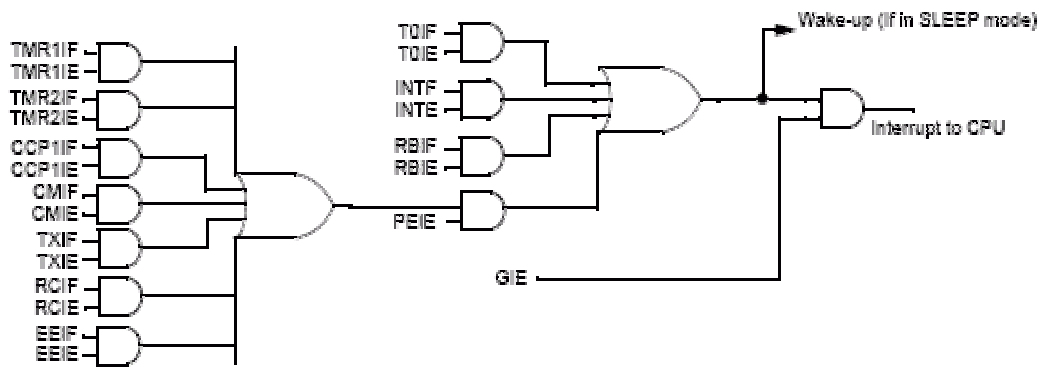 TMR1IF
TMR1IE
TMR2IF
TMR2IE
CCP1IF
CCP1IE
CMIF
CMIE
TXIF
TXIE
RCIF
RCIE
EEIF
EEIE
T0IF
T0IE
INTF
INTE
RBIF
RBIE
PEIE
GIE
Wake-up (If in SLEEP mode)
Interrupt to CPU